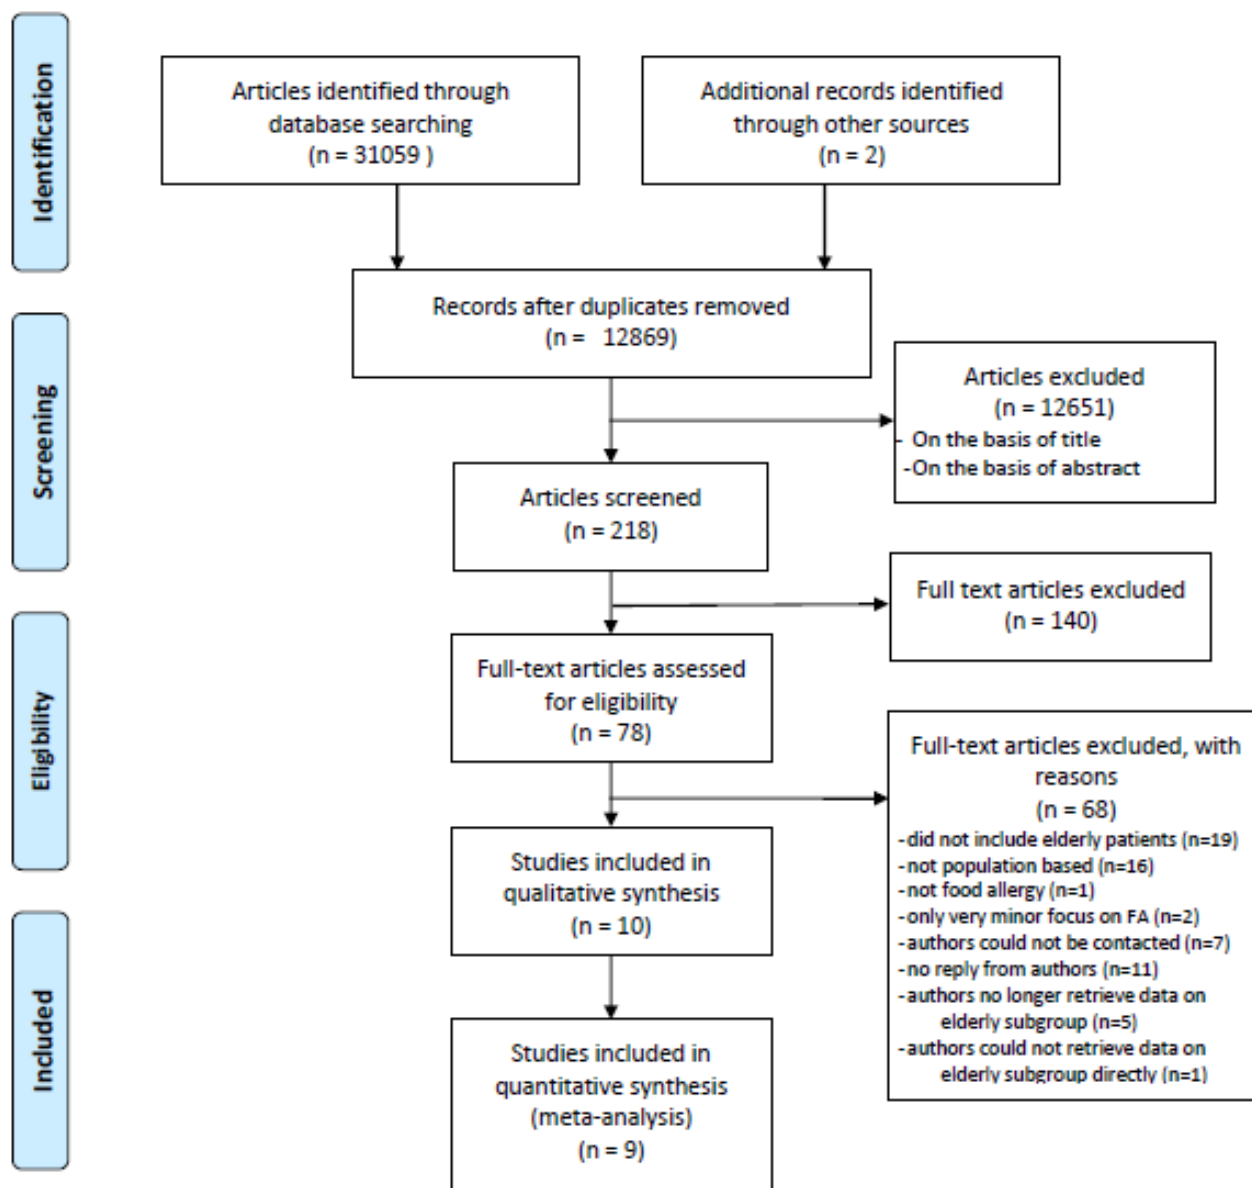 Identification
Articles identified through
database searching
(n = 31059 )
Additional records identified
through other sources
(n = 2)
Records after duplicates removed
(n =   12869)
Screening
Articles excluded
(n = 12651)
- On the basis of title
-On the basis of abstract
Articles screened
(n = 218)
Full text articles excluded
(n = 140)
Eligibility
Full-text articles assessed
for eligibility
(n = 78)
Full-text articles excluded, with
reasons
(n = 68)
-did not include elderly patients (n=19)
-not population based (n=16)
-not food allergy (n=1)
-only very minor focus on FA (n=2)
-authors could not be contacted (n=7)
-no reply from authors (n=11)
-authors no longer retrieve data on
elderly subgroup (n=5)
-authors could not retrieve data on
elderly subgroup directly (n=1)
Studies included in
qualitative synthesis
(n = 10)
Included
Studies included in
quantitative synthesis
(meta-analysis)
(n = 9)